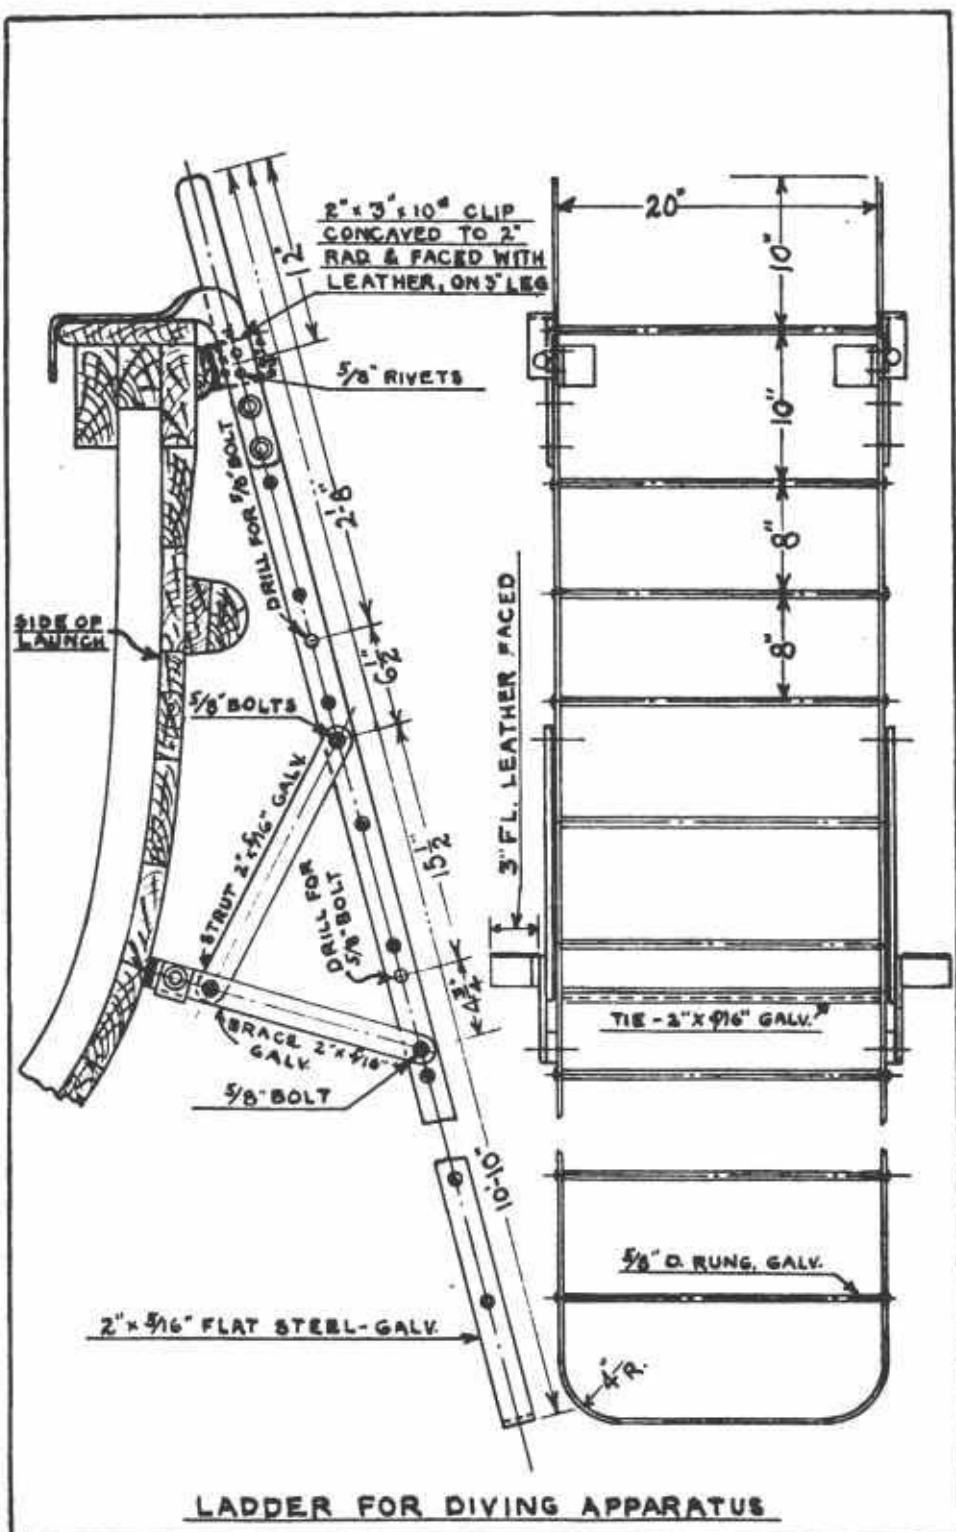 2" × 3" × 10" CLIP
CONCAVED TO 2"
RAD & FACED WITH
LEATHER, ON 3" LEG
5/8" RIVETS
12"
DRILL FOR 5/8" BOLT
SIDE OF
LAUNCH
5/8" BOLTS
6 1/2"
STRUT 2" × 5/16" GALV.
15 1/2"
DRILL FOR
5/8" BOLT
4 3/4"
BRACE 2" × 5/16"
GALV.
5/8" BOLT
10'-10"
2" × 5/16" FLAT STEEL-GALV.
20"
10"
10"
8"
8"
3" FL. LEATHER FACED
TIE - 2" × 5/16" GALV.
5/8" D. RUNG, GALV.
4" R.
LADDER FOR DIVING APPARATUS